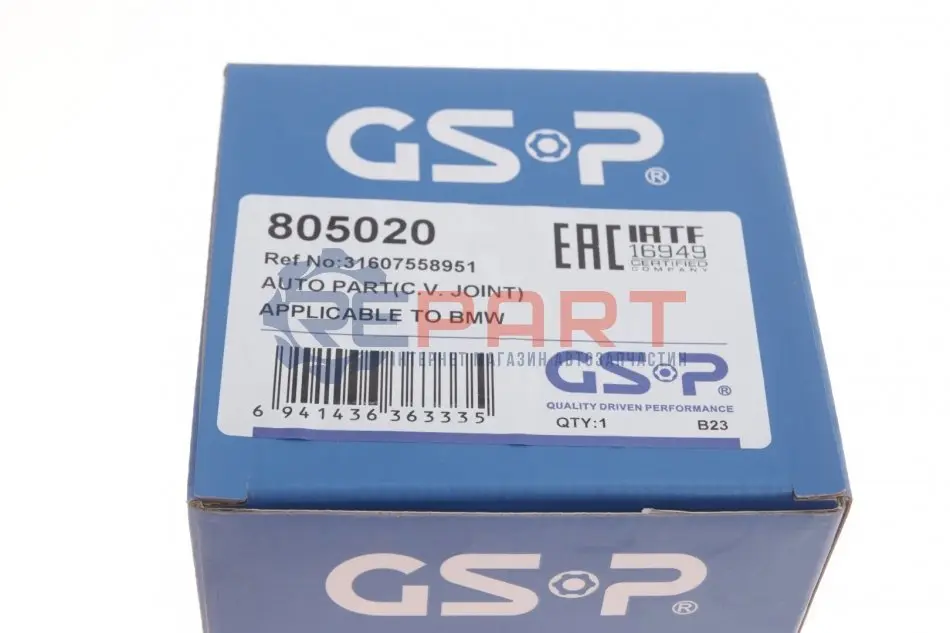 GSP®
805020
Ref No:31607558951
AUTO PART(C.V. JOINT)
APPLICABLE TO BMW
EAC
IATF
16949
CERTIFIED
COMPANY
REPART
ИНТЕРНЕТ МАГАЗИН АВТОЗАПЧАСТИН
6 941436 363335
GSP®
QUALITY DRIVEN PERFORMANCE
QTY:1 B23
GSP®